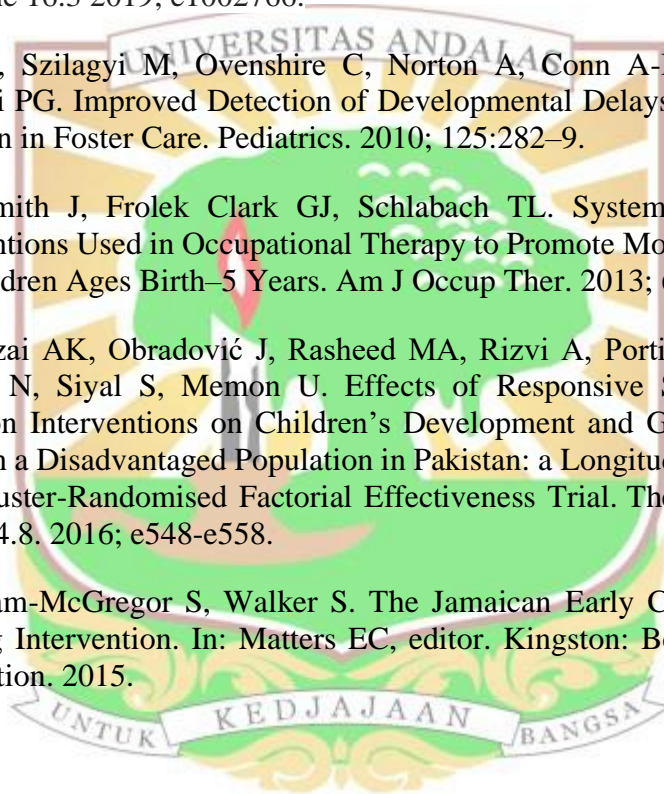 2019, e1002766.
UNIVERSITAS ANDALAS
, Szilagyi M, Ovenshire C, Norton A, Conn A-
i PG. Improved Detection of Developmental Delays
n in Foster Care. Pediatrics. 2010; 125:282–9.
mith J, Frolek Clark GJ, Schlabach TL. System
ntions Used in Occupational Therapy to Promote Mo
dren Ages Birth–5 Years. Am J Occup Ther. 2013;
zai AK, Obradović J, Rasheed MA, Rizvi A, Porti
N, Siyal S, Memon U. Effects of Responsive S
on Interventions on Children’s Development and G
n a Disadvantaged Population in Pakistan: a Longitud
uster-Randomised Factorial Effectiveness Trial. The
4.8. 2016; e548-e558.
am-McGregor S, Walker S. The Jamaican Early C
g Intervention. In: Matters EC, editor. Kingston: Be
tion. 2015.
UNTUK KEDJAJAAN BANGSA